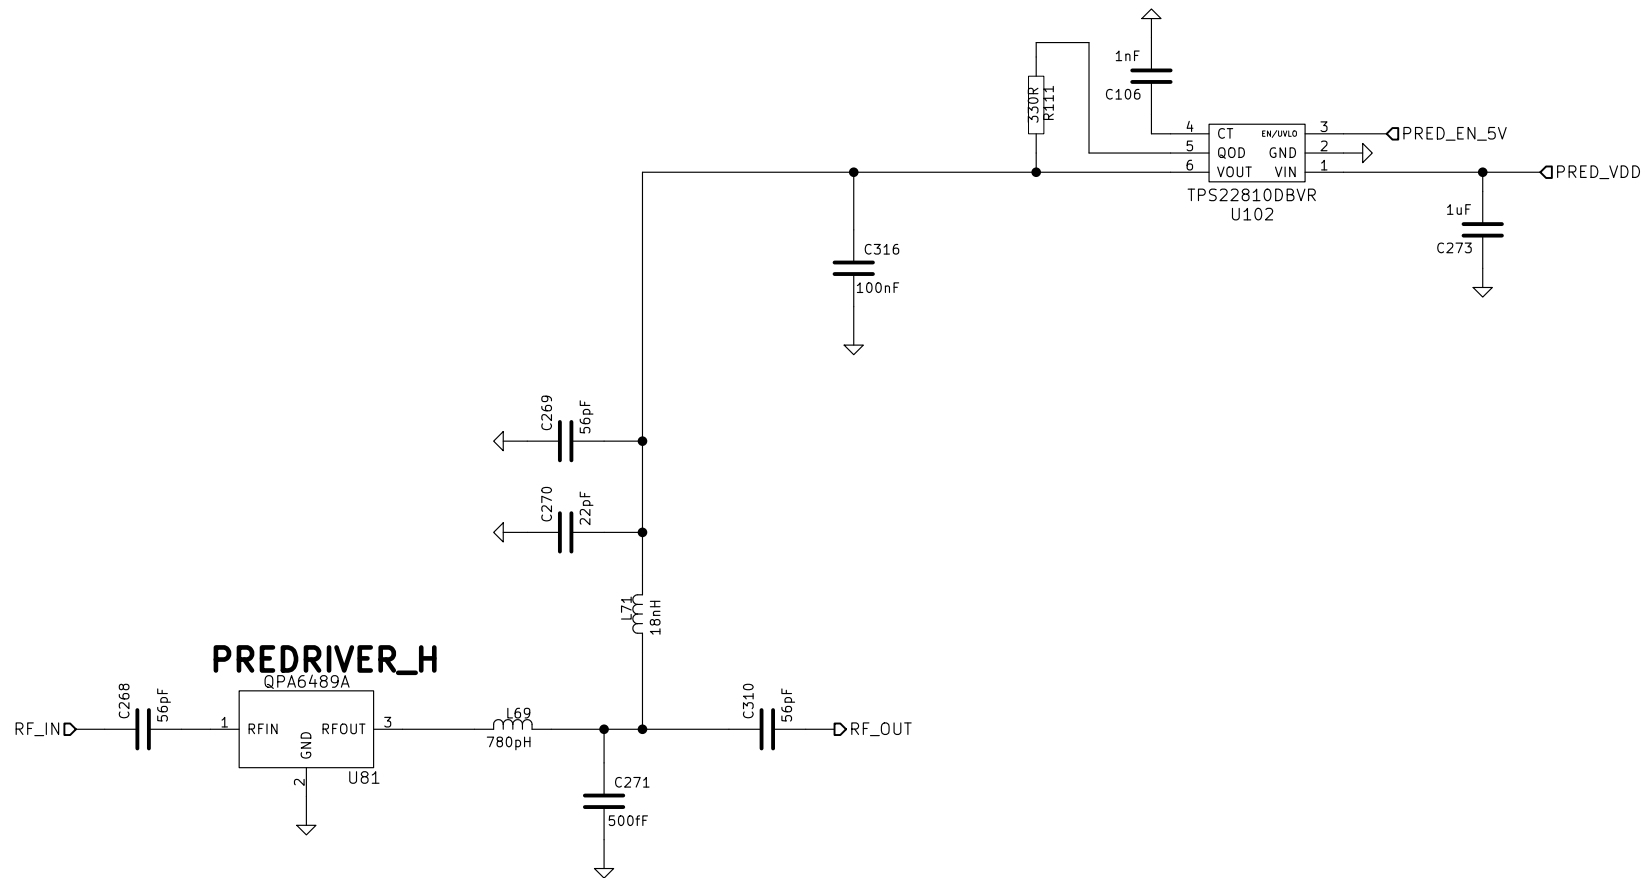 1nF
C106
330R
R111
4 CT EN/UVLO 3 PRED_EN_5V
5 QOD GND 2
6 VOUT VIN 1 PRED_VDD
TPS22810DBVR
U102
1uF
C273
C316
100nF
C269
56pF
C270
22pF
L71
18nH
PREDRIVER_H
QPA6489A
C268
56pF
RF_IN
1 RFIN RFOUT 3
GND
2
U81
L69
780pH
C310
56pF
RF_OUT
C271
500fF